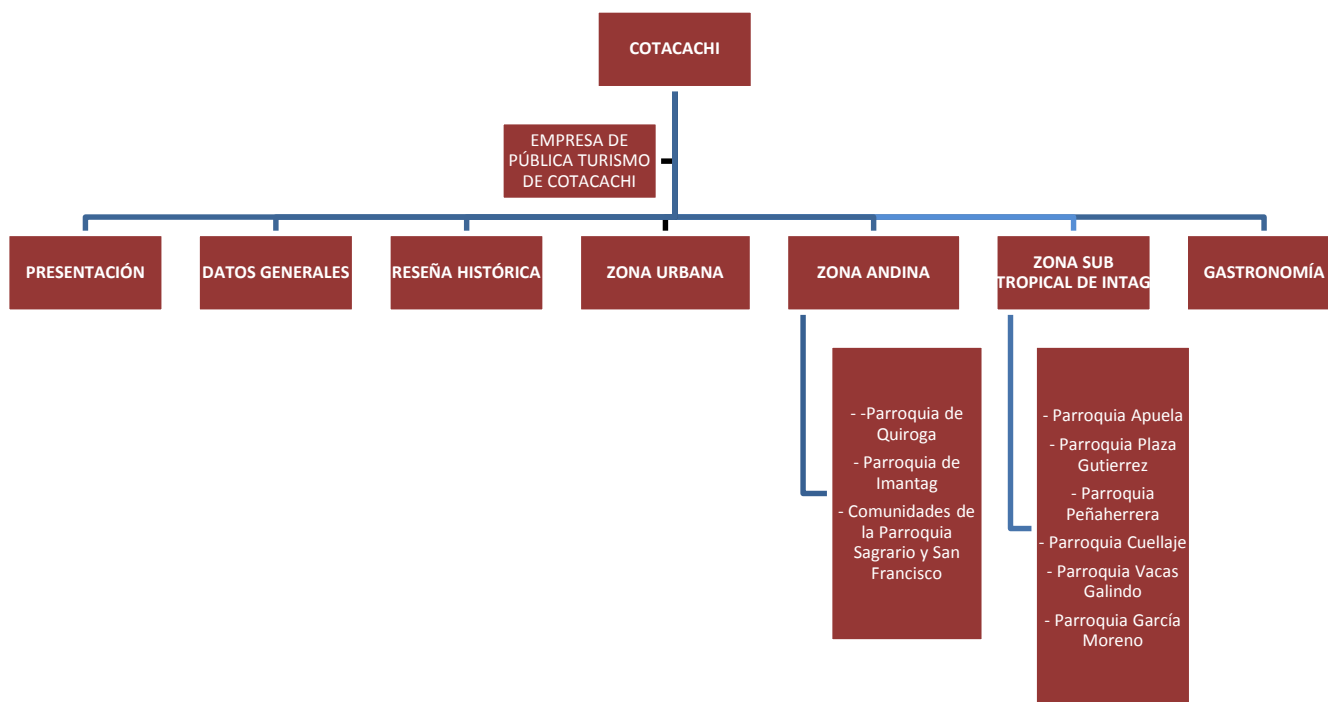 COTACACHI
EMPRESA DE
PÚBLICA TURISMO
DE COTACACHI
PRESENTACIÓN
DATOS GENERALES
RESEÑA HISTÓRICA
ZONA URBANA
ZONA ANDINA
ZONA SUB
TROPICAL DE INTAG
GASTRONOMÍA
- -Parroquia de
Quiroga
- Parroquia de
Imantag
- Comunidades de
la Parroquia
Sagrario y San
Francisco
- Parroquia Apuela
- Parroquia Plaza
Gutierrez
- Parroquia
Peñaherrera
- Parroquia Cuellaje
- Parroquia Vacas
Galindo
- Parroquia García
Moreno